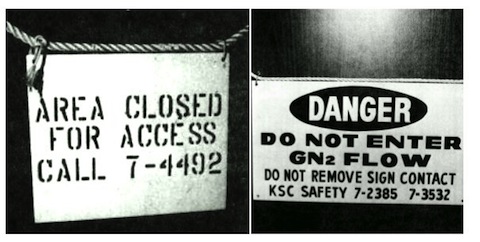 AREA CLOSED
FOR ACCESS
CALL 7-4492
DANGER
DO NOT ENTER
GN2 FLOW
DO NOT REMOVE SIGN CONTACT
KSC SAFETY 7-2385 7-3532